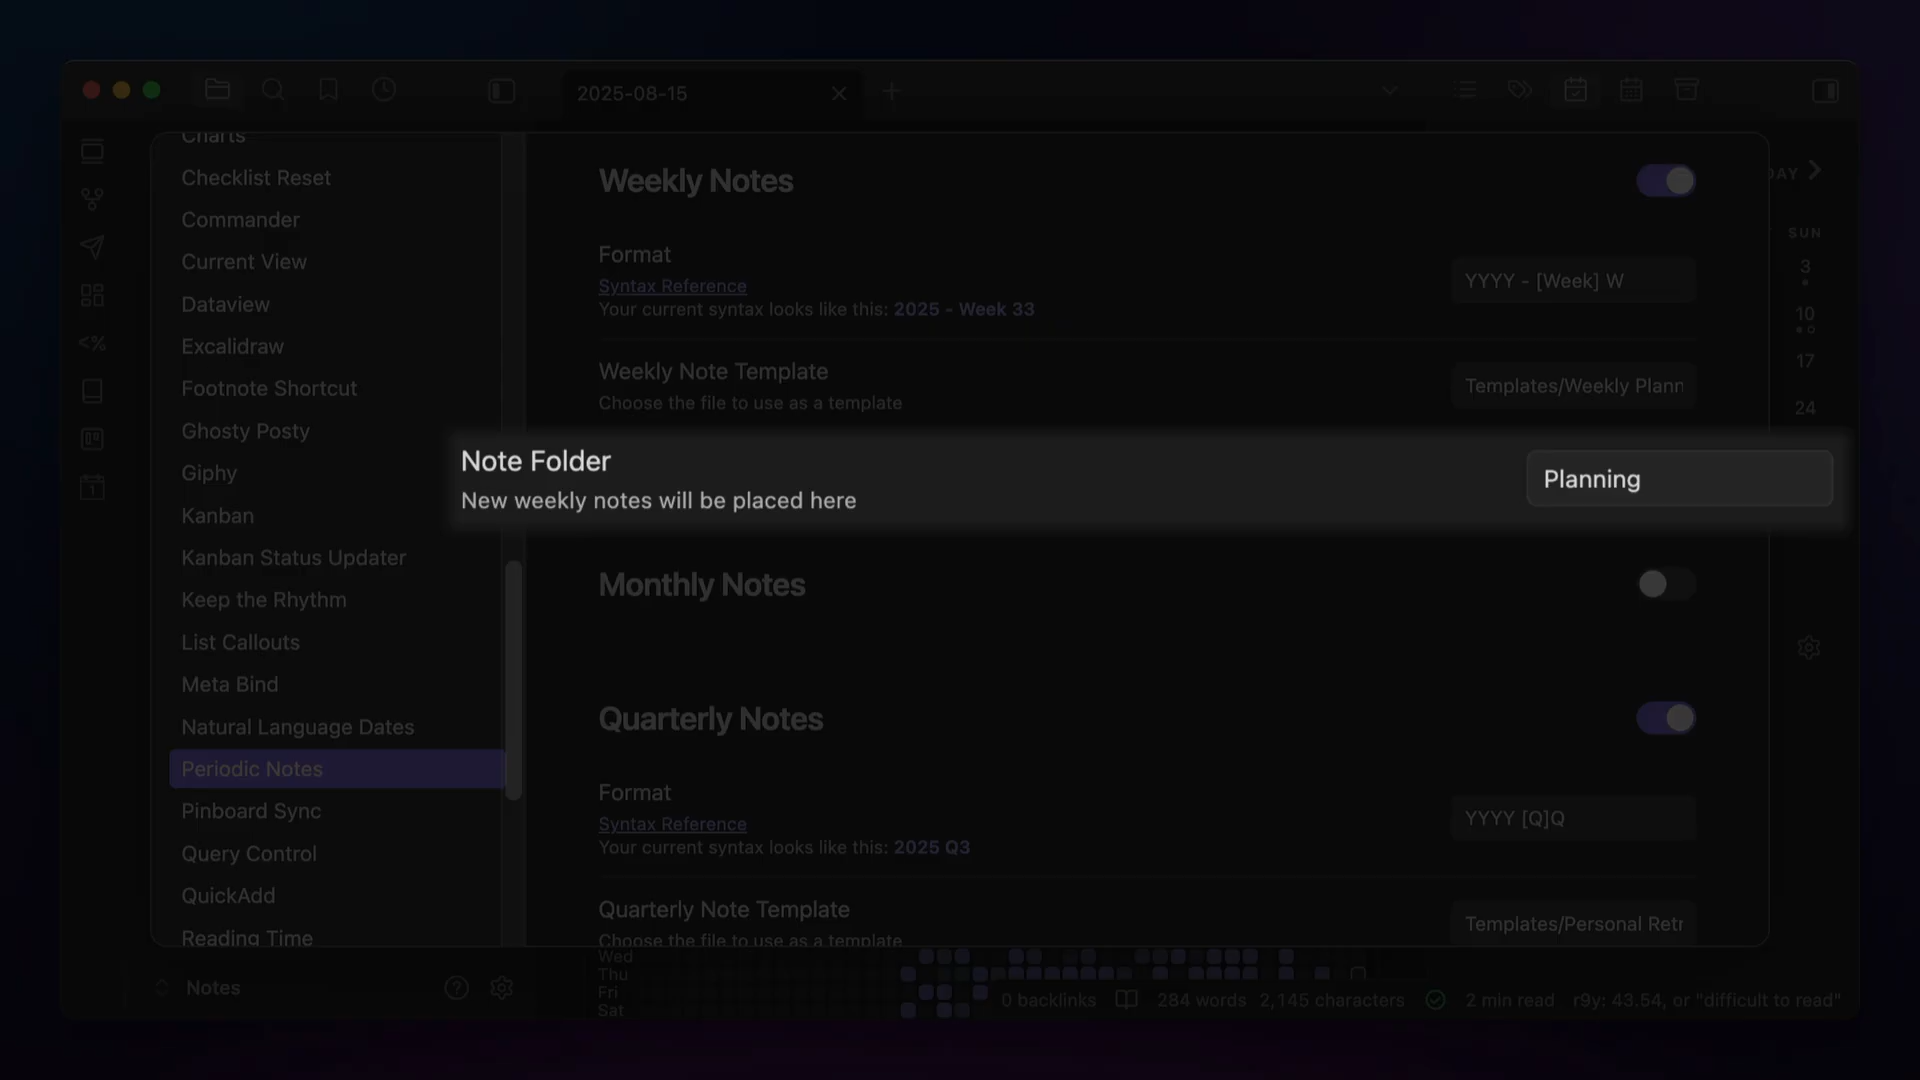 2025-08-15
Charts
Checklist Reset
Commander
Current View
Dataview
Excalidraw
Footnote Shortcut
Ghosty Posty
Giphy
Kanban
Kanban Status Updater
Keep the Rhythm
List Callouts
Meta Bind
Natural Language Dates
Periodic Notes
Pinboard Sync
Query Control
QuickAdd
Reading Time
Notes
Weekly Notes
Format
Syntax Reference
Your current syntax looks like this: 2025 - Week 33
YYYY - [Week] W
Weekly Note Template
Choose the file to use as a template
Templates/Weekly Plann
Note Folder
New weekly notes will be placed here
Planning
Monthly Notes
Quarterly Notes
Format
Syntax Reference
Your current syntax looks like this: 2025 Q3
YYYY [Q]Q
Quarterly Note Template
Choose the file to use as a template
Templates/Personal Retr
DAY
SUN
3
10
17
24
<%
1
Wed
Thu
Fri
Sat
0 backlinks 284 words 2,145 characters 2 min read r9y: 43.54, or "difficult to read"